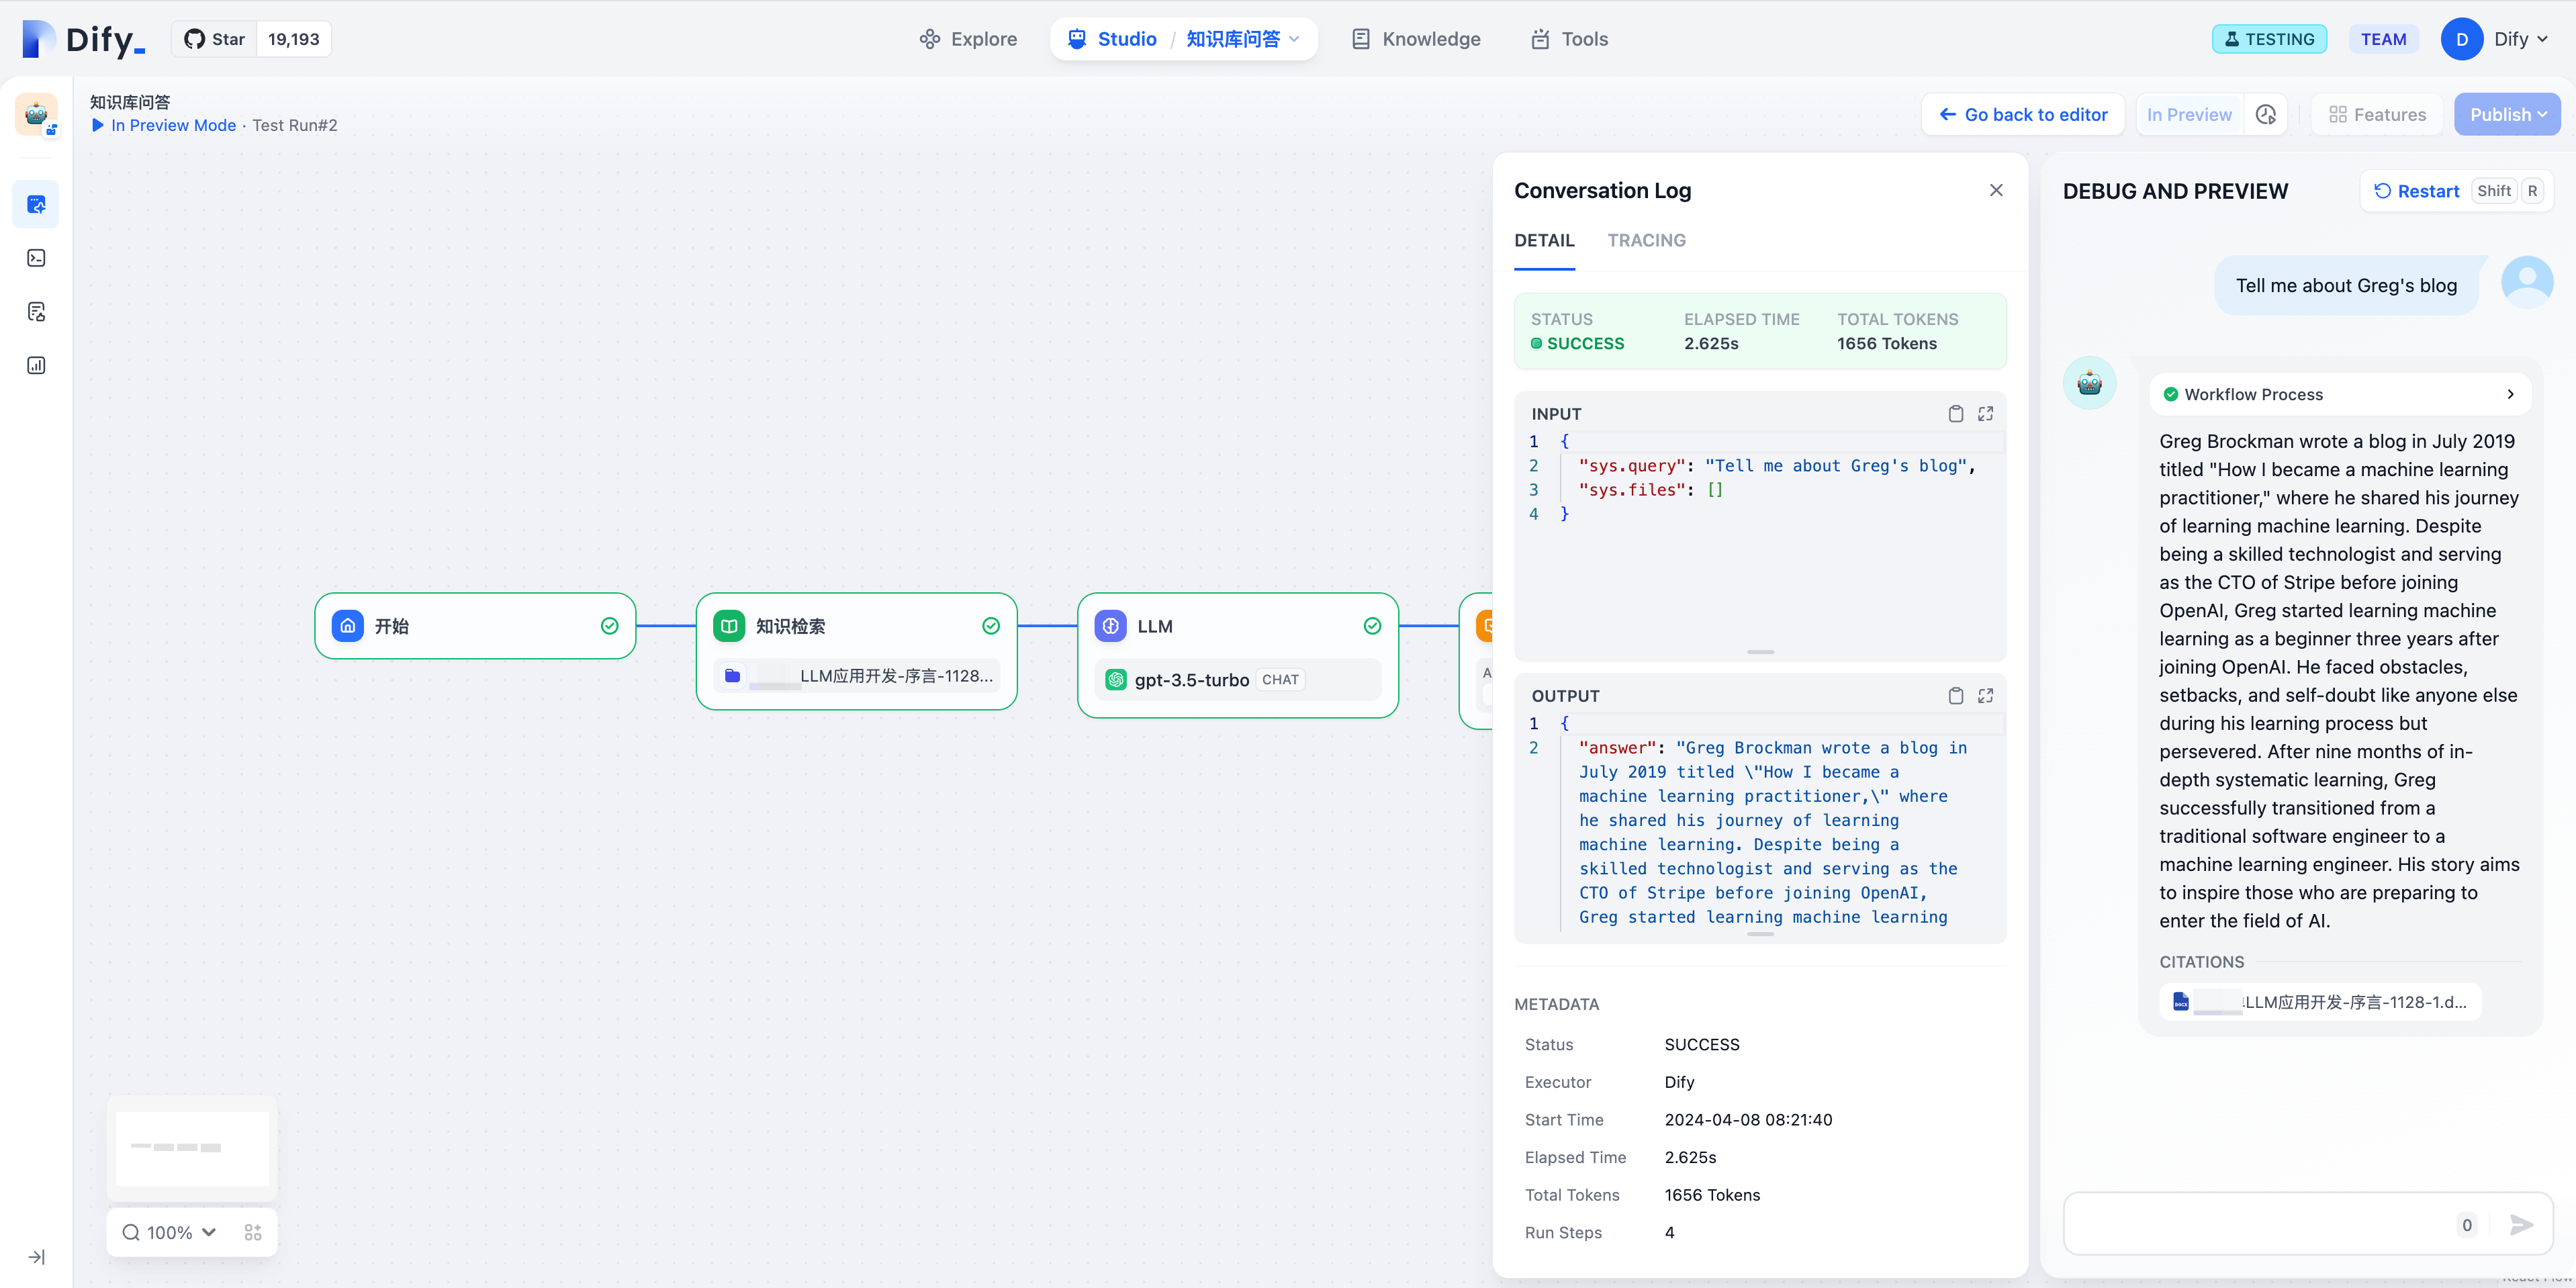 Dify_
Star 19,193
Explore
Studio / 知识库问答
Knowledge
Tools
TESTING
TEAM
D
Dify
知识库问答
In Preview Mode · Test Run#2
Go back to editor
In Preview
Features
Publish
开始
知识检索
LLM应用开发-序言-1128...
LLM
gpt-3.5-turbo CHAT
Conversation Log
DETAIL
TRACING
STATUS
SUCCESS
ELAPSED TIME
2.625s
TOTAL TOKENS
1656 Tokens
INPUT
1 {
2 "sys.query": "Tell me about Greg's blog",
3 "sys.files": []
4 }
OUTPUT
1 {
2 "answer": "Greg Brockman wrote a blog in
July 2019 titled \"How I became a
machine learning practitioner,\" where
he shared his journey of learning
machine learning. Despite being a
skilled technologist and serving as the
CTO of Stripe before joining OpenAI,
Greg started learning machine learning
METADATA
Status SUCCESS
Executor Dify
Start Time 2024-04-08 08:21:40
Elapsed Time 2.625s
Total Tokens 1656 Tokens
Run Steps 4
DEBUG AND PREVIEW
Restart Shift R
Tell me about Greg's blog
Workflow Process
Greg Brockman wrote a blog in July 2019
titled "How I became a machine learning
practitioner," where he shared his journey
of learning machine learning. Despite
being a skilled technologist and serving
as the CTO of Stripe before joining
OpenAI, Greg started learning machine
learning as a beginner three years after
joining OpenAI. He faced obstacles,
setbacks, and self-doubt like anyone else
during his learning process but
persevered. After nine months of in-
depth systematic learning, Greg
successfully transitioned from a
traditional software engineer to a
machine learning engineer. His story aims
to inspire those who are preparing to
enter the field of AI.
CITATIONS
LLM应用开发-序言-1128-1.d...
0
100%